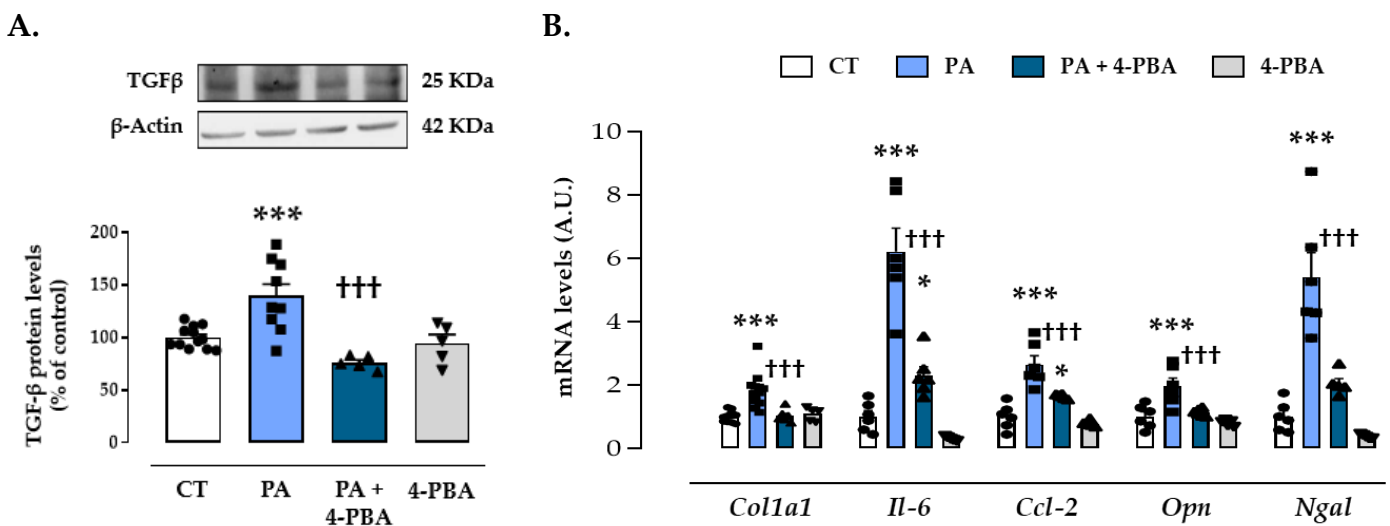 A.
TGFβ 25 KDa
β-Actin 42 KDa
TGF-β protein levels
(% of control)
200
150
100
50
0
***
†††
CT PA PA + 4-PBA
4-PBA
B.
CT PA PA + 4-PBA 4-PBA
mRNA levels (A.U.)
10
8
6
4
2
0
***
†††
***
†††
*
***
†††
*
***
†††
***
†††
Col1a1 Il-6 Ccl-2 Opn Ngal